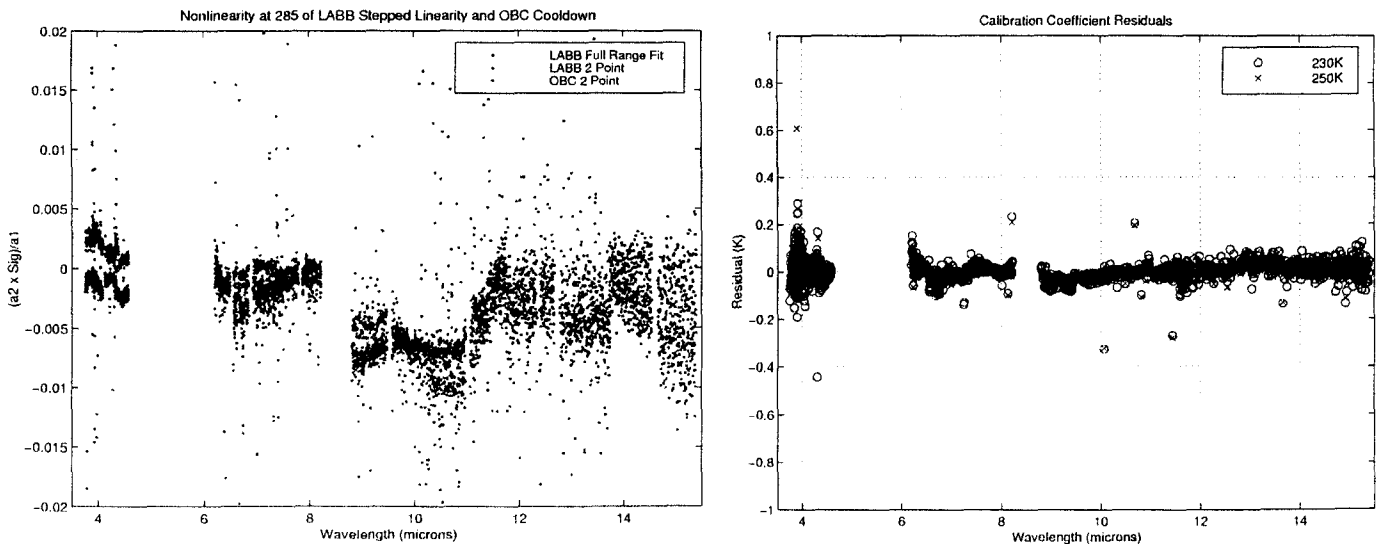 Nonlinearity at 285 of LABB Stepped Linearity and OBC Cooldown
0.02
0.015
0.01
0.005
0
-0.005
-0.01
-0.015
-0.02
(a2 x Sig)/a1
LABB Full Range Fit
LABB 2 Point
OBC 2 Point
4
6
8
10
12
14
Wavelength (microns)
Calibration Coefficient Residuals
1
0.8
0.6
0.4
0.2
0
-0.2
-0.4
-0.6
-0.8
-1
Residual (K)
230K
250K
4
6
8
10
12
14
Wavelength (microns)